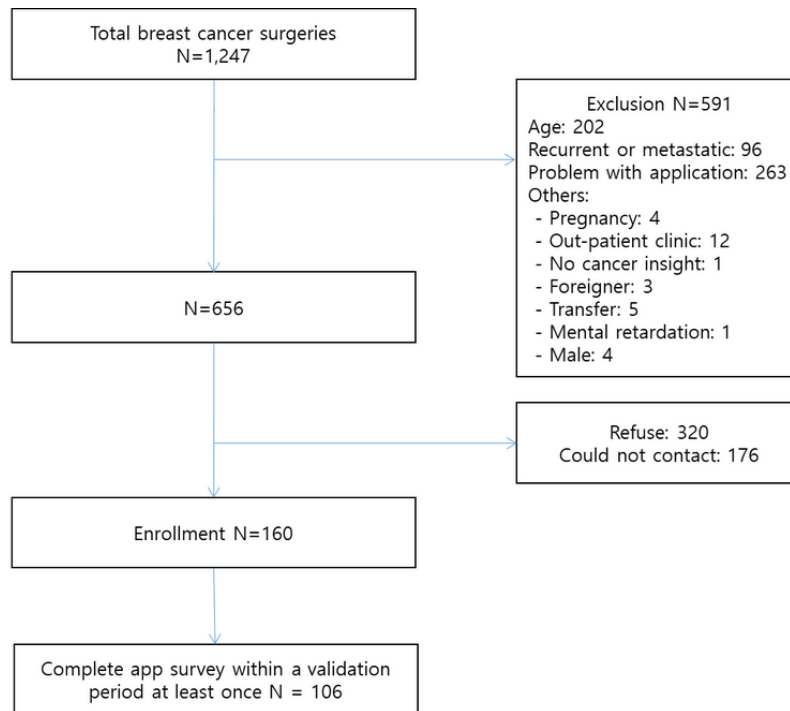 Total breast cancer surgeries
N=1,247
Exclusion N=591
Age: 202
Recurrent or metastatic: 96
Problem with application: 263
Others:
- Pregnancy: 4
- Out-patient clinic: 12
- No cancer insight: 1
- Foreigner: 3
- Transfer: 5
- Mental retardation: 1
- Male: 4
N=656
Refuse: 320
Could not contact: 176
Enrollment N=160
Complete app survey within a validation
period at least once N = 106